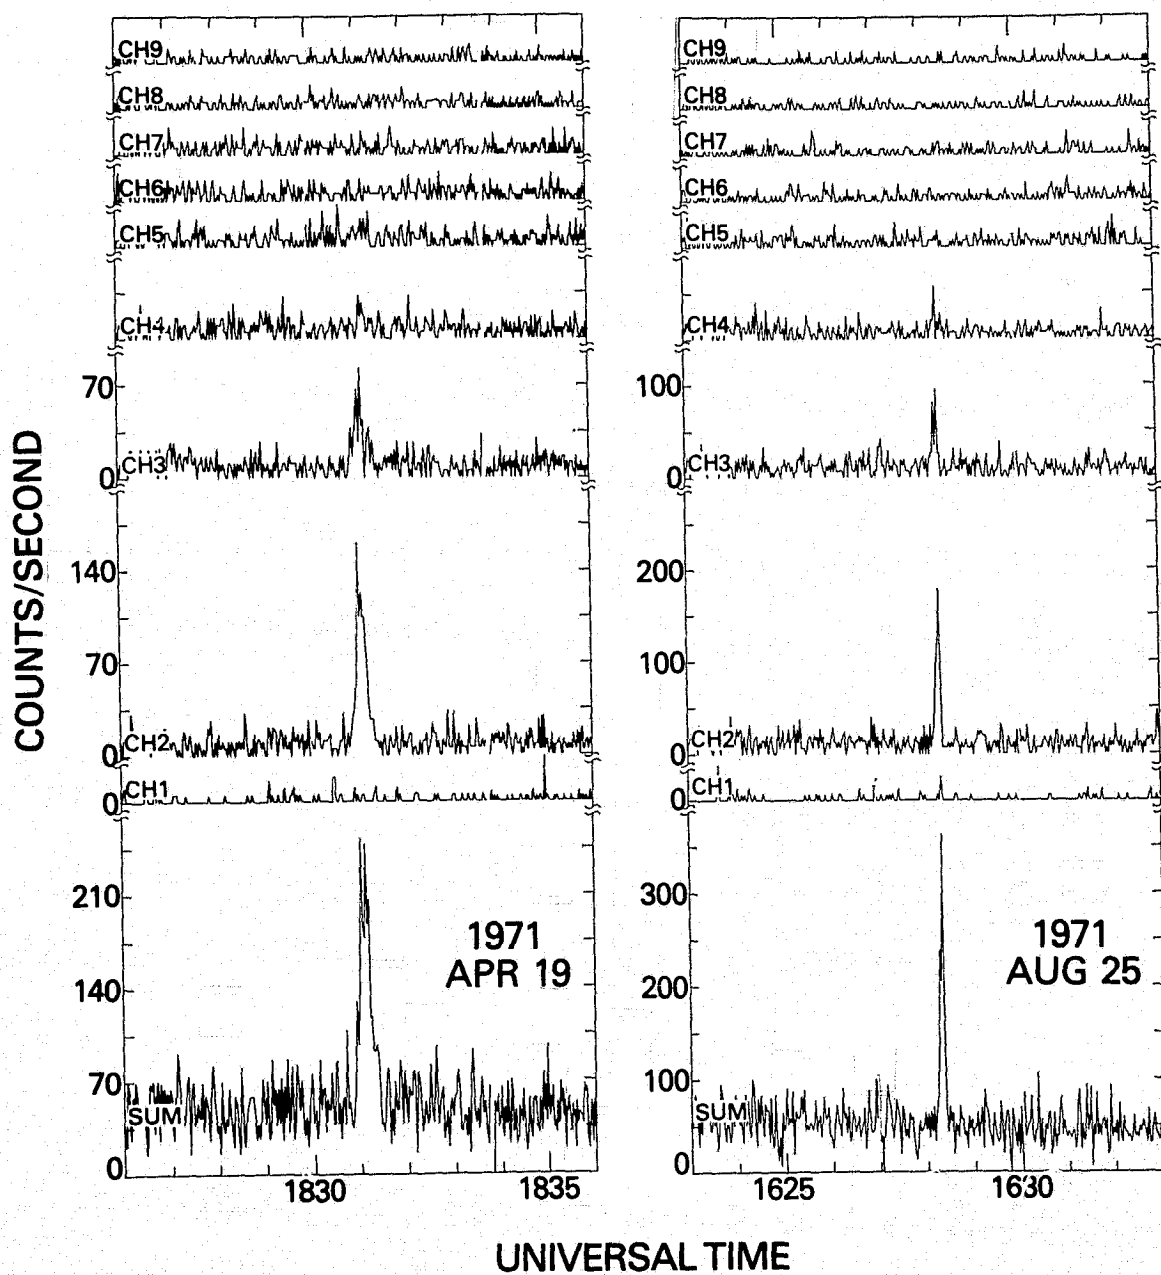 COUNTS/SECOND
CH9
CH8
CH7
CH6
CH5
CH4
70
CH3
0
140
70
CH2
0
CH1
0
210
1971
APR 19
140
70
SUM
0
1830
1835
CH9
CH8
CH7
CH6
CH5
CH4
100
CH3
0
200
100
CH2
0
CH1
0
300
1971
AUG 25
200
100
SUM
0
1625
1630
UNIVERSAL TIME